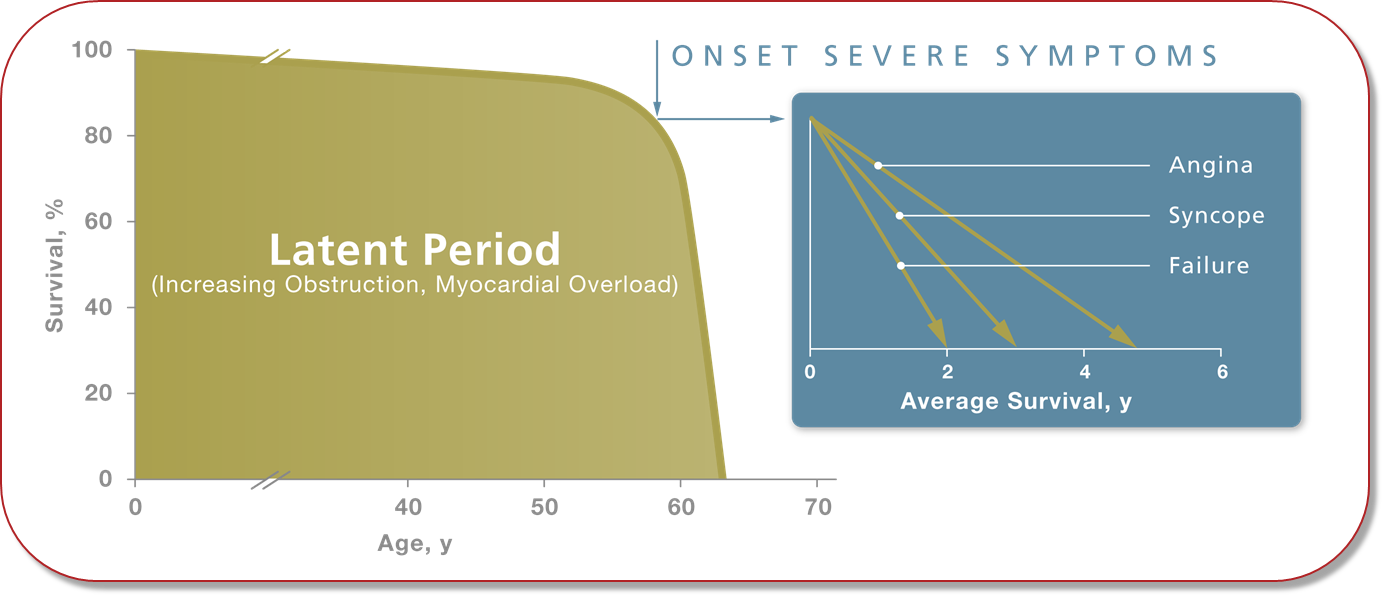 ONSET SEVERE SYMPTOMS
100
80
60
40
20
0
Survival, %
Latent Period
(Increasing Obstruction, Myocardial Overload)
0
40
50
60
70
Age, y
Angina
Syncope
Failure
0
2
4
6
Average Survival, y